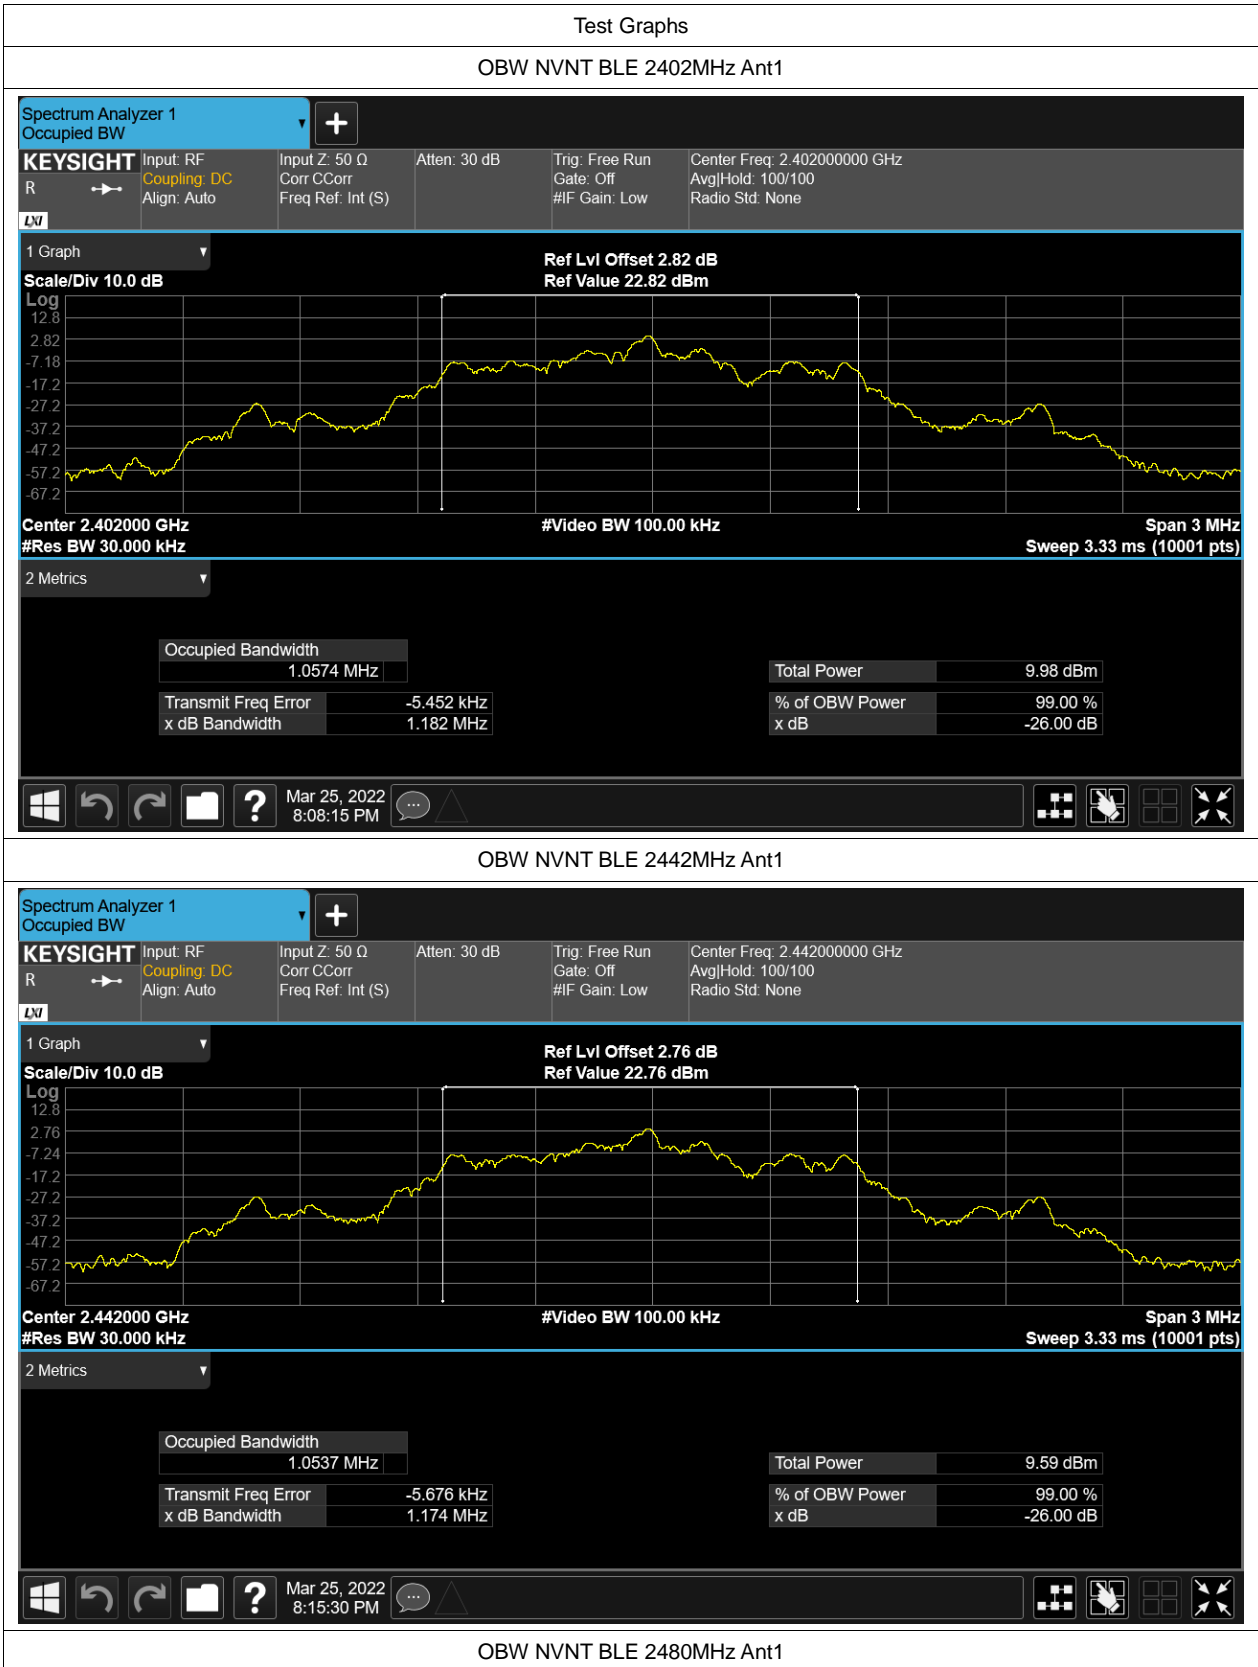 Test Graphs
OBW NVNT BLE 2402MHz Ant1
Spectrum Analyzer 1
Occupied BW
KEYSIGHT Input: RF Input Z: 50 Ω Atten: 30 dB Trig: Free Run Center Freq: 2.402000000 GHz
R Coupling: DC Corr CCorr Gate: Off Avg|Hold: 100/100
Align: Auto Freq Ref: Int (S) #IF Gain: Low Radio Std: None
LXI
1 Graph
Ref Lvl Offset 2.82 dB
Scale/Div 10.0 dB Ref Value 22.82 dBm
Log
12.8
2.82
-7.18
-17.2
-27.2
-37.2
-47.2
-57.2
-67.2
Center 2.402000 GHz #Video BW 100.00 kHz Span 3 MHz
#Res BW 30.000 kHz Sweep 3.33 ms (10001 pts)
2 Metrics
Occupied Bandwidth
1.0574 MHz Total Power 9.98 dBm
Transmit Freq Error -5.452 kHz % of OBW Power 99.00 %
x dB Bandwidth 1.182 MHz x dB -26.00 dB
Mar 25, 2022
8:08:15 PM
OBW NVNT BLE 2442MHz Ant1
Spectrum Analyzer 1
Occupied BW
KEYSIGHT Input: RF Input Z: 50 Ω Atten: 30 dB Trig: Free Run Center Freq: 2.442000000 GHz
R Coupling: DC Corr CCorr Gate: Off Avg|Hold: 100/100
Align: Auto Freq Ref: Int (S) #IF Gain: Low Radio Std: None
LXI
1 Graph
Ref Lvl Offset 2.76 dB
Scale/Div 10.0 dB Ref Value 22.76 dBm
Log
12.8
2.76
-7.24
-17.2
-27.2
-37.2
-47.2
-57.2
-67.2
Center 2.442000 GHz #Video BW 100.00 kHz Span 3 MHz
#Res BW 30.000 kHz Sweep 3.33 ms (10001 pts)
2 Metrics
Occupied Bandwidth
1.0537 MHz Total Power 9.59 dBm
Transmit Freq Error -5.676 kHz % of OBW Power 99.00 %
x dB Bandwidth 1.174 MHz x dB -26.00 dB
Mar 25, 2022
8:15:30 PM
OBW NVNT BLE 2480MHz Ant1